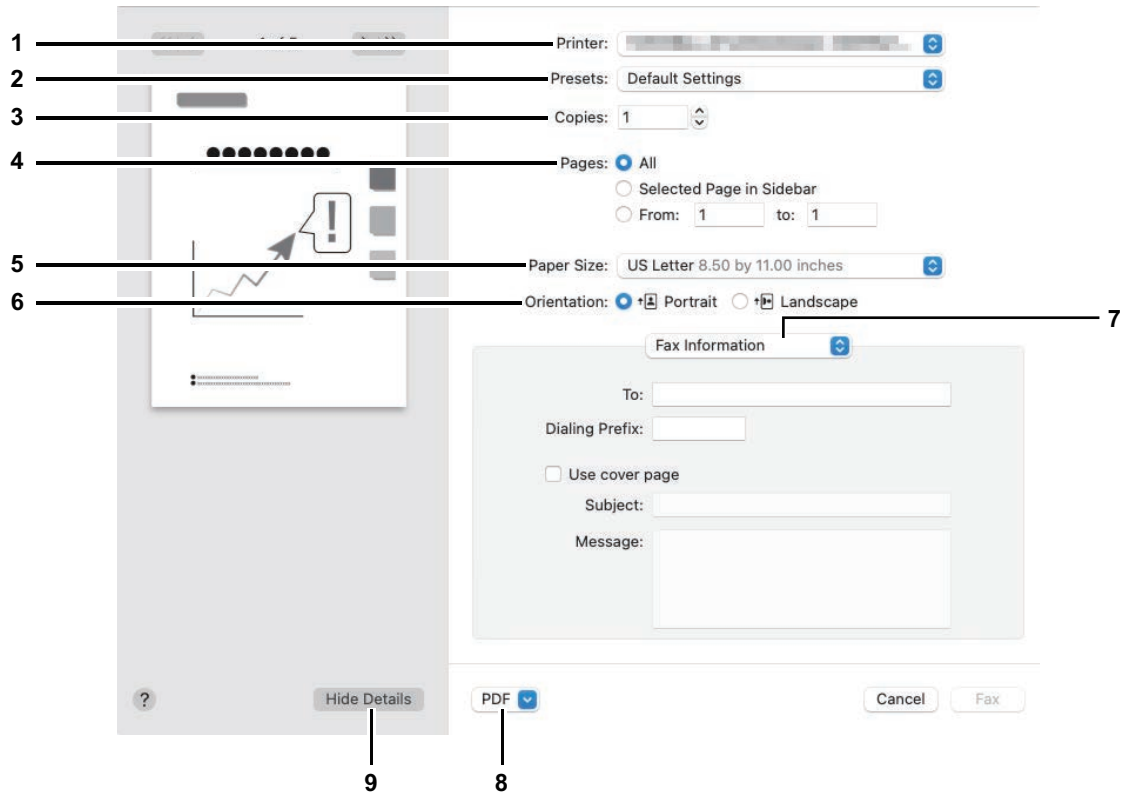 1
Printer:
2
Presets: Default Settings
3
Copies: 1
4
Pages: All
Selected Page in Sidebar
From: 1 to: 1
5
Paper Size: US Letter 8.50 by 11.00 inches
6
Orientation: Portrait Landscape
7
Fax Information
To:
Dialing Prefix:
Use cover page
Subject:
Message:
? Hide Details PDF Cancel Fax
9 8